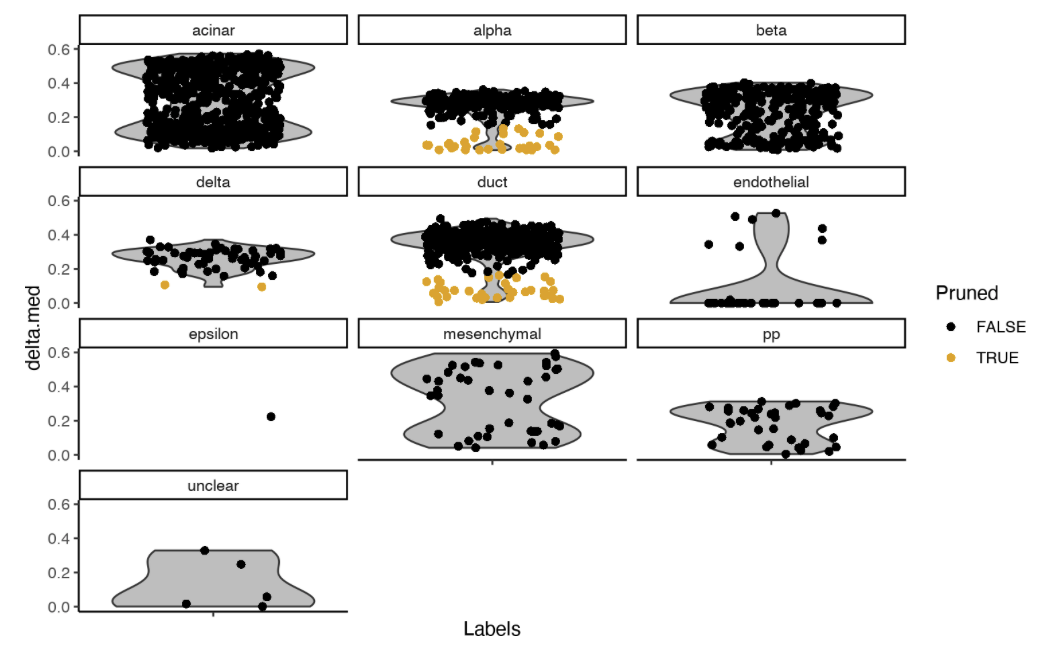 acinar alpha beta
0.6
0.4
0.2
0.0
delta duct endothelial
0.6
0.4
0.2
0.0
epsilon mesenchymal pp
0.6
0.4
0.2
0.0
unclear
0.6
0.4
0.2
0.0
delta.med
Labels
Pruned
FALSE
TRUE